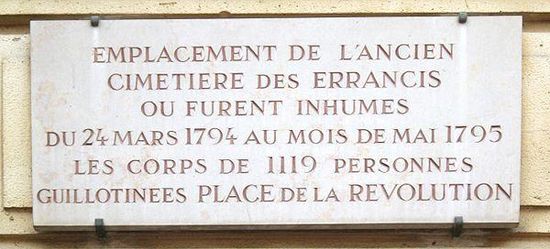 EMPLACEMENT DE L'ANCIEN
CIMETIERE DES ERRANCIS
OU FURENT INHUMES
DU 24 MARS 1794 AU MOIS DE MAI 1795
LES CORPS DE 1119 PERSONNES
GUILLOTINEES PLACE DE LA REVOLUTION